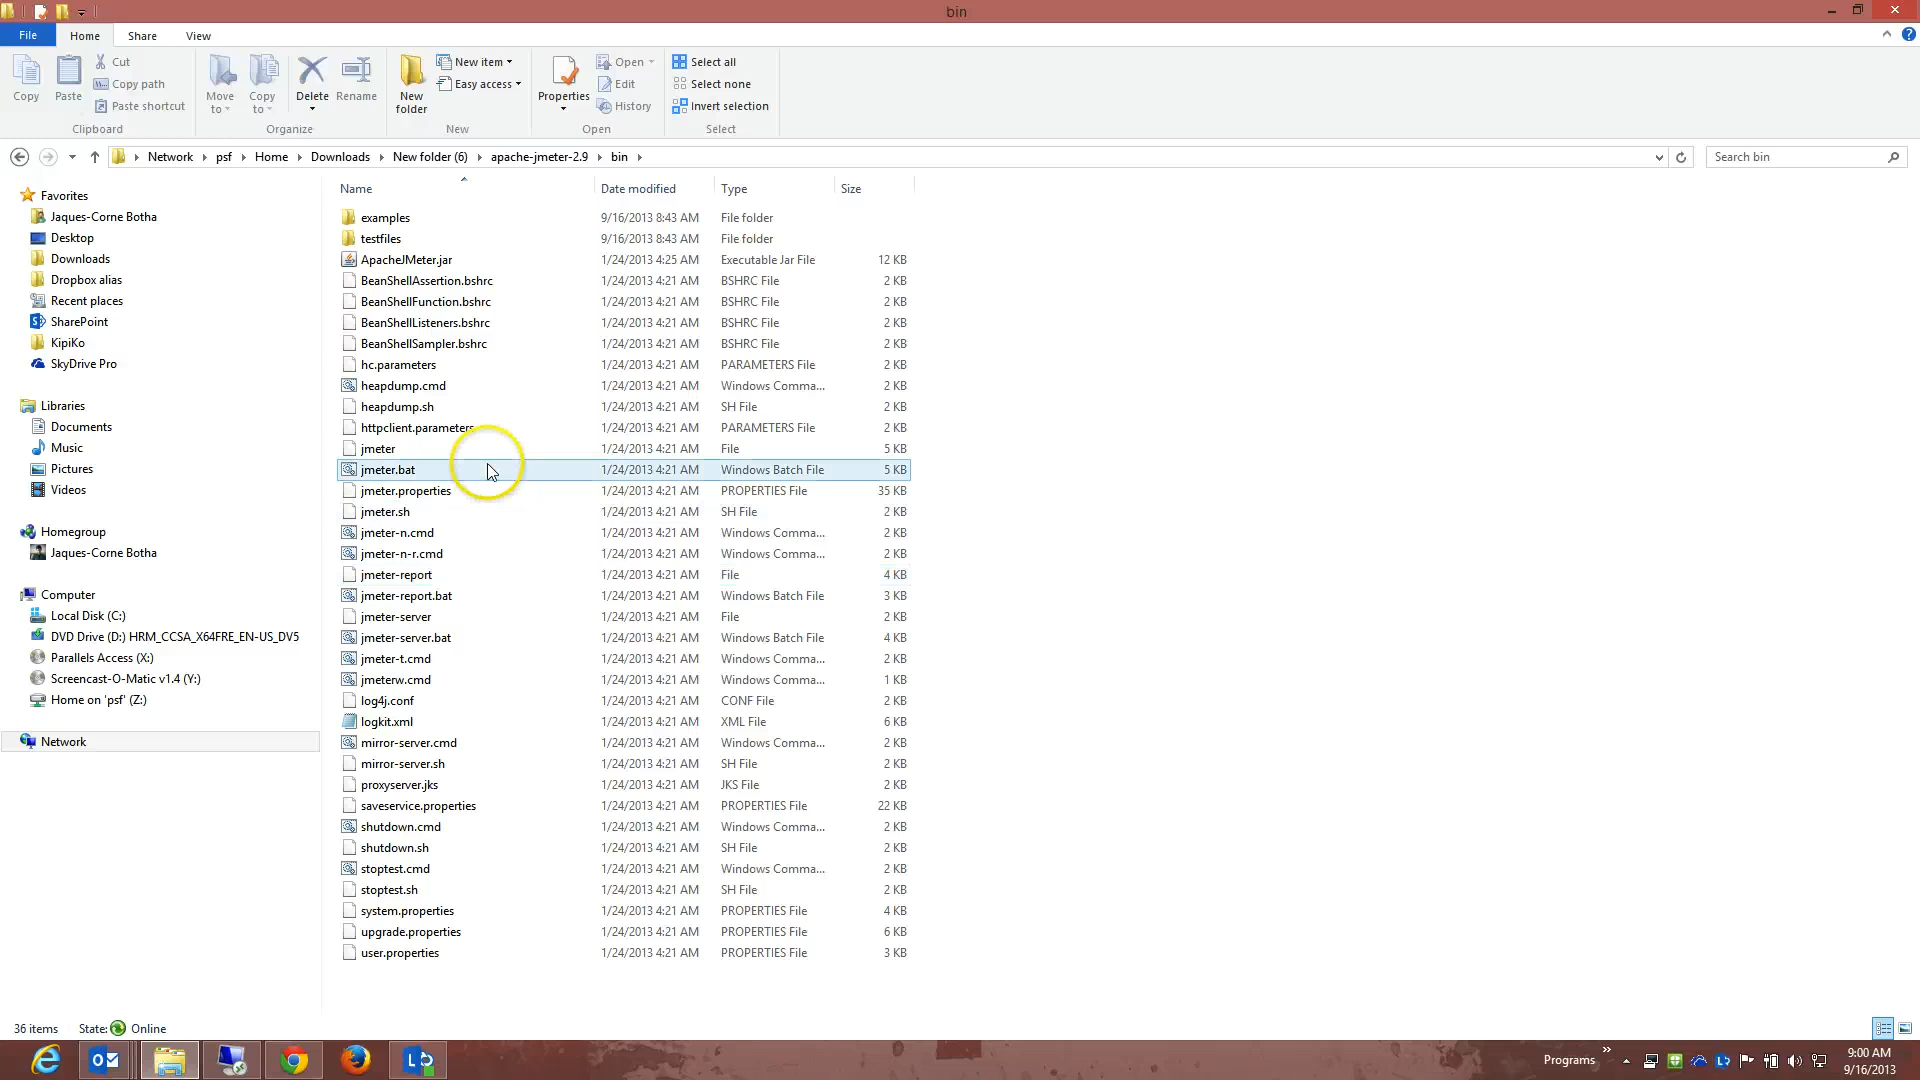 bin
File
Home
Share
View
Copy
Paste
Cut
Copy path
Paste shortcut
Clipboard
Move to
Copy to
Delete
Rename
Organize
New folder
New item
Easy access
New
Properties
Open
Edit
History
Open
Select all
Select none
Invert selection
Select
Network psf Home Downloads New folder (6) apache-jmeter-2.9 bin
Search bin
Favorites
Jaques-Corne Botha
Desktop
Downloads
Dropbox alias
Recent places
SharePoint
KipiKo
SkyDrive Pro
Libraries
Documents
Music
Pictures
Videos
Homegroup
Jaques-Corne Botha
Computer
Local Disk (C:)
DVD Drive (D:) HRM_CCSA_X64FRE_EN-US_DV5
Parallels Access (X:)
Screencast-O-Matic v1.4 (Y:)
Home on 'psf' (Z:)
Network
Name Date modified Type Size
examples 9/16/2013 8:43 AM File folder
testfiles 9/16/2013 8:43 AM File folder
ApacheJMeter.jar 1/24/2013 4:25 AM Executable Jar File 12 KB
BeanShellAssertion.bshrc 1/24/2013 4:21 AM BSHRC File 2 KB
BeanShellFunction.bshrc 1/24/2013 4:21 AM BSHRC File 2 KB
BeanShellListeners.bshrc 1/24/2013 4:21 AM BSHRC File 2 KB
BeanShellSampler.bshrc 1/24/2013 4:21 AM BSHRC File 2 KB
hc.parameters 1/24/2013 4:21 AM PARAMETERS File 2 KB
heapdump.cmd 1/24/2013 4:21 AM Windows Comma... 2 KB
heapdump.sh 1/24/2013 4:21 AM SH File 2 KB
httpclient.parameters 1/24/2013 4:21 AM PARAMETERS File 2 KB
jmeter 1/24/2013 4:21 AM File 5 KB
jmeter.bat 1/24/2013 4:21 AM Windows Batch File 5 KB
jmeter.properties 1/24/2013 4:21 AM PROPERTIES File 35 KB
jmeter.sh 1/24/2013 4:21 AM SH File 2 KB
jmeter-n.cmd 1/24/2013 4:21 AM Windows Comma... 2 KB
jmeter-n-r.cmd 1/24/2013 4:21 AM Windows Comma... 2 KB
jmeter-report 1/24/2013 4:21 AM File 4 KB
jmeter-report.bat 1/24/2013 4:21 AM Windows Batch File 3 KB
jmeter-server 1/24/2013 4:21 AM File 2 KB
jmeter-server.bat 1/24/2013 4:21 AM Windows Batch File 4 KB
jmeter-t.cmd 1/24/2013 4:21 AM Windows Comma... 2 KB
jmeterw.cmd 1/24/2013 4:21 AM Windows Comma... 1 KB
log4j.conf 1/24/2013 4:21 AM CONF File 2 KB
logkit.xml 1/24/2013 4:21 AM XML File 6 KB
mirror-server.cmd 1/24/2013 4:21 AM Windows Comma... 2 KB
mirror-server.sh 1/24/2013 4:21 AM SH File 2 KB
proxyserver.jks 1/24/2013 4:21 AM JKS File 2 KB
saveservice.properties 1/24/2013 4:21 AM PROPERTIES File 22 KB
shutdown.cmd 1/24/2013 4:21 AM Windows Comma... 2 KB
shutdown.sh 1/24/2013 4:21 AM SH File 2 KB
stoptest.cmd 1/24/2013 4:21 AM Windows Comma... 2 KB
stoptest.sh 1/24/2013 4:21 AM SH File 2 KB
system.properties 1/24/2013 4:21 AM PROPERTIES File 4 KB
upgrade.properties 1/24/2013 4:21 AM PROPERTIES File 6 KB
user.properties 1/24/2013 4:21 AM PROPERTIES File 3 KB
36 items State: Online
Programs
9:00 AM
9/16/2013